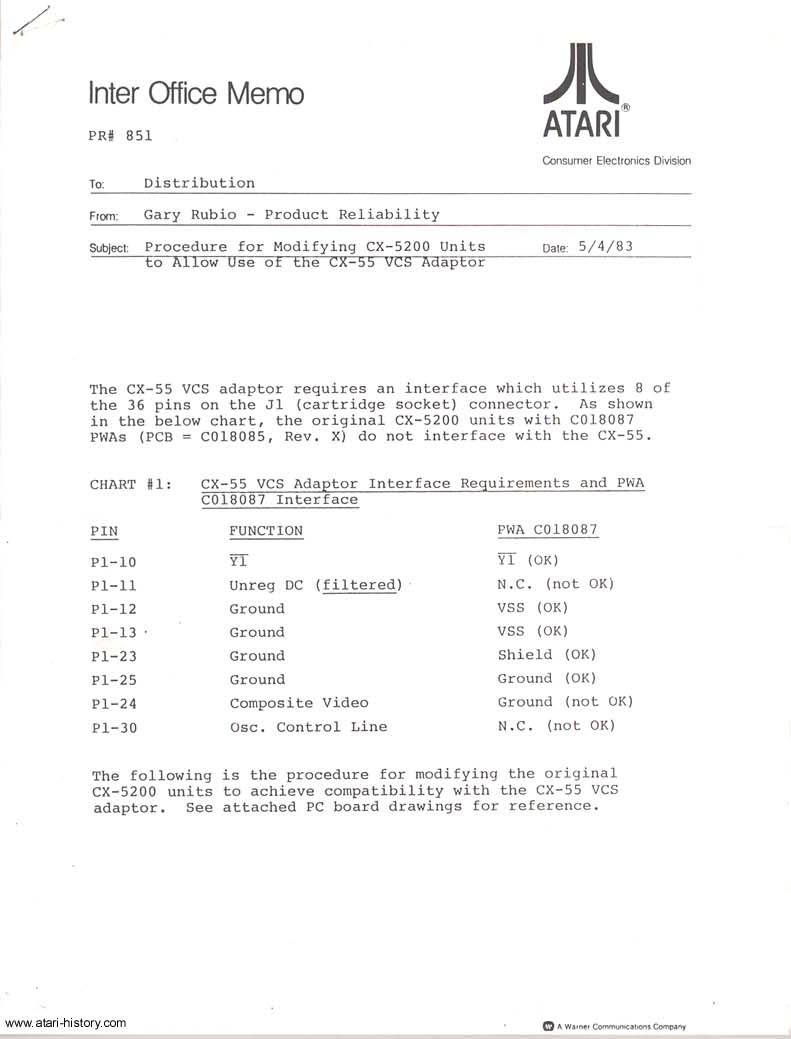 Inter Office Memo
ATARI®
PR# 851
Consumer Electronics Division
To: Distribution
From: Gary Rubio - Product Reliability
Subject: Procedure for Modifying CX-5200 Units Date: 5/4/83
to Allow Use of the CX-55 VCS Adaptor
The CX-55 VCS adaptor requires an interface which utilizes 8 of
the 36 pins on the J1 (cartridge socket) connector. As shown
in the below chart, the original CX-5200 units with C018087
PWAs (PCB = C018085, Rev. X) do not interface with the CX-55.
CHART #1: CX-55 VCS Adaptor Interface Requirements and PWA
C018087 Interface
PIN FUNCTION PWA C018087
P1-10 Y̅1̅ Y̅1̅ (OK)
P1-11 Unreg DC (filtered) N.C. (not OK)
P1-12 Ground VSS (OK)
P1-13 Ground VSS (OK)
P1-23 Ground Shield (OK)
P1-25 Ground Ground (OK)
P1-24 Composite Video Ground (not OK)
P1-30 Osc. Control Line N.C. (not OK)
The following is the procedure for modifying the original
CX-5200 units to achieve compatibility with the CX-55 VCS
adaptor. See attached PC board drawings for reference.
www.atari-history.com
A Warner Communications Company